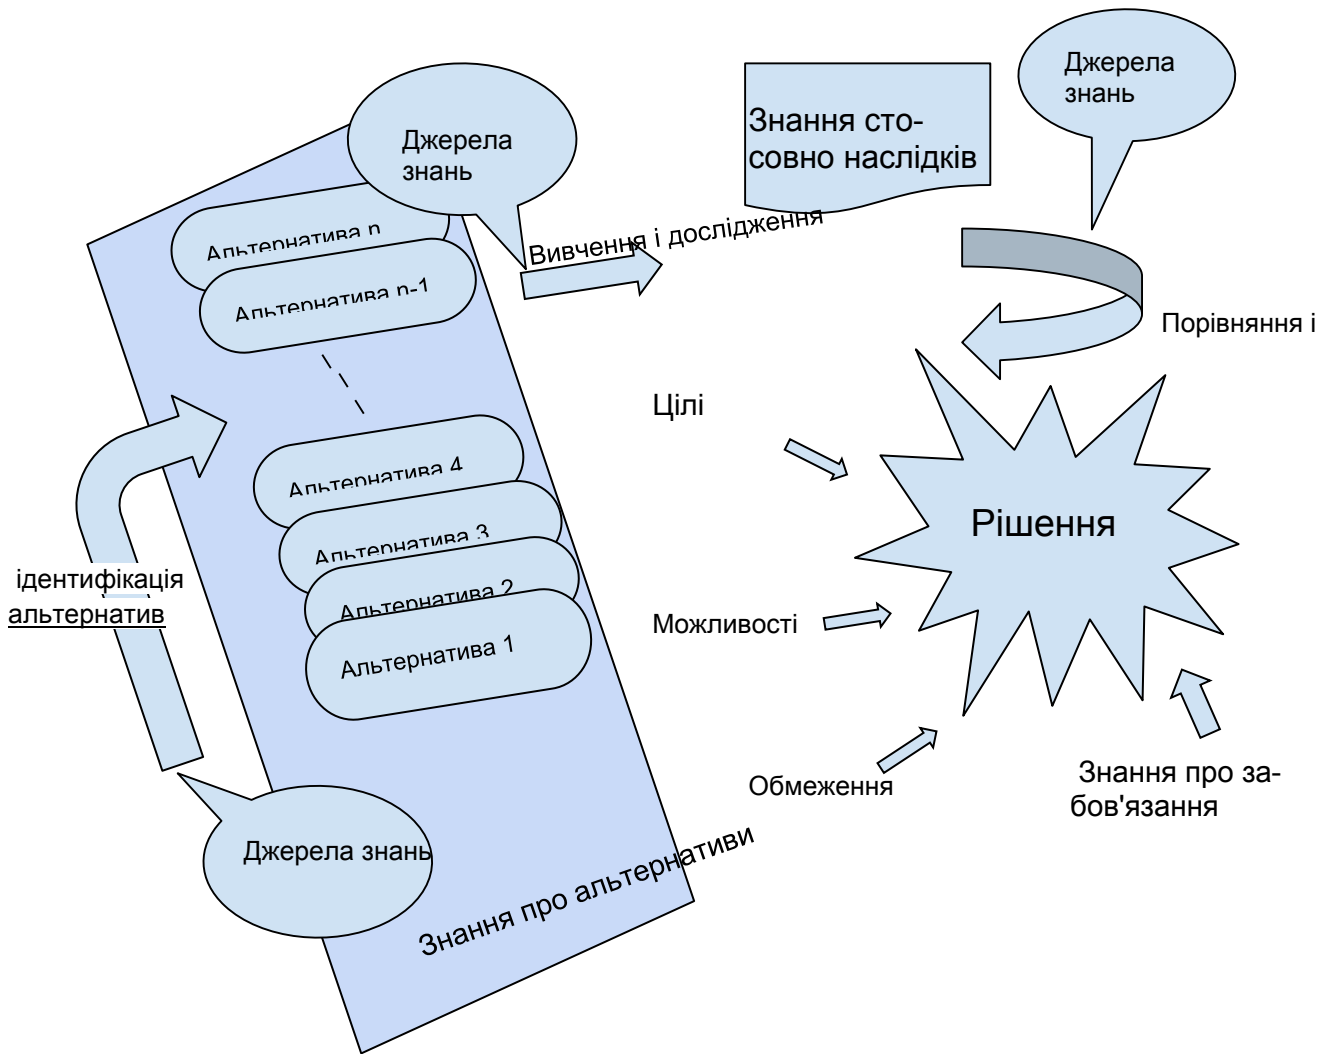 Джерела
знань
Знання сто-
совно наслідків
Джерела
знань
Вивчення і дослідження
Альтернатива n
Альтернатива n-1
Порівняння і
Цілі
Альтернатива 4
Альтернатива 3
Альтернатива 2
Альтернатива 1
Рішення
ідентифікація
альтернатив
Можливості
Обмеження
Знання про за-
бов'язання
Джерела знань
Знання про альтернативи